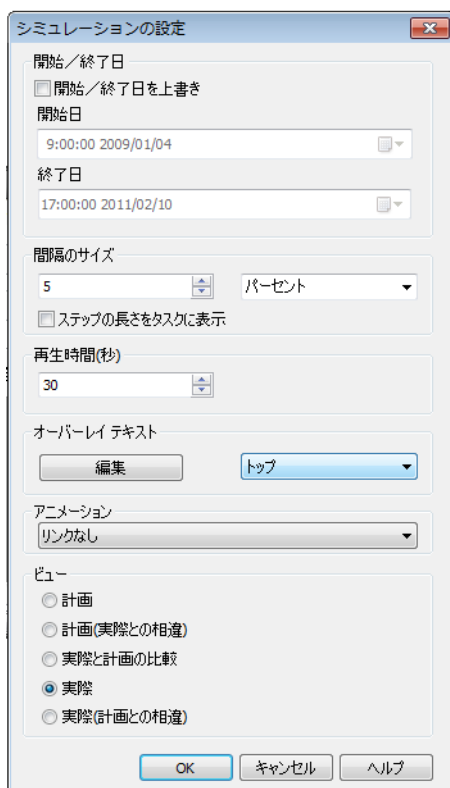 シミュレーションの設定
開始／終了日
開始／終了日を上書き
開始日
9:00:00 2009/01/04
終了日
17:00:00 2011/02/10
間隔のサイズ
5 パーセント
ステップの長さをタスクに表示
再生時間(秒)
30
オーバーレイ テキスト
編集 トップ
アニメーション
リンクなし
ビュー
計画
計画(実際との相違)
実際と計画の比較
実際
実際(計画との相違)
OK キャンセル ヘルプ